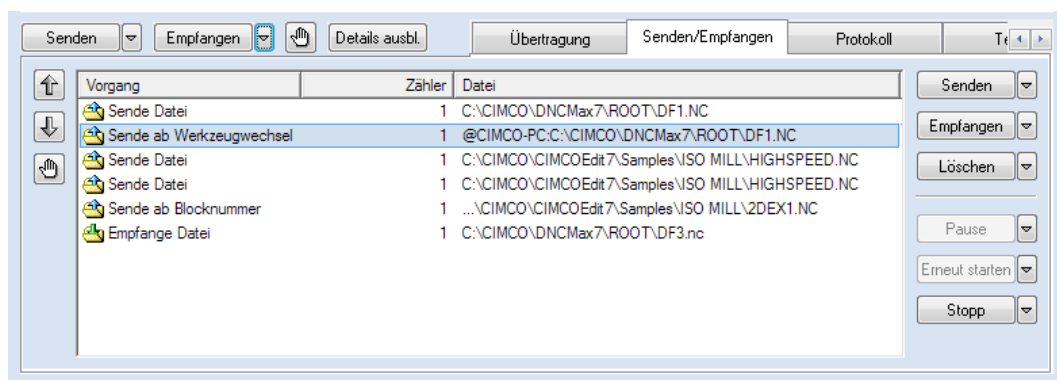 Senden Empfangen Details ausbl. Übertragung Senden/Empfangen Protokoll
Vorgang Zähler Datei
Sende Datei 1 C:\CIMCO\DNCMax7\ROOT\DF1.NC
Sende ab Werkzeugwechsel 1 @CIMCO-PC:C:\CIMCO\DNCMax7\ROOT\DF1.NC
Sende Datei 1 C:\CIMCO\CIMCOEdit7\Samples\ISO MILL\HIGHSPEED.NC
Sende Datei 1 C:\CIMCO\CIMCOEdit7\Samples\ISO MILL\HIGHSPEED.NC
Sende ab Blocknummer 1 ...\CIMCO\CIMCOEdit7\Samples\ISO MILL\2DEX1.NC
Empfange Datei 1 C:\CIMCO\DNCMax7\ROOT\DF3.nc
Senden
Empfangen
Löschen
Pause
Erneut starten
Stopp